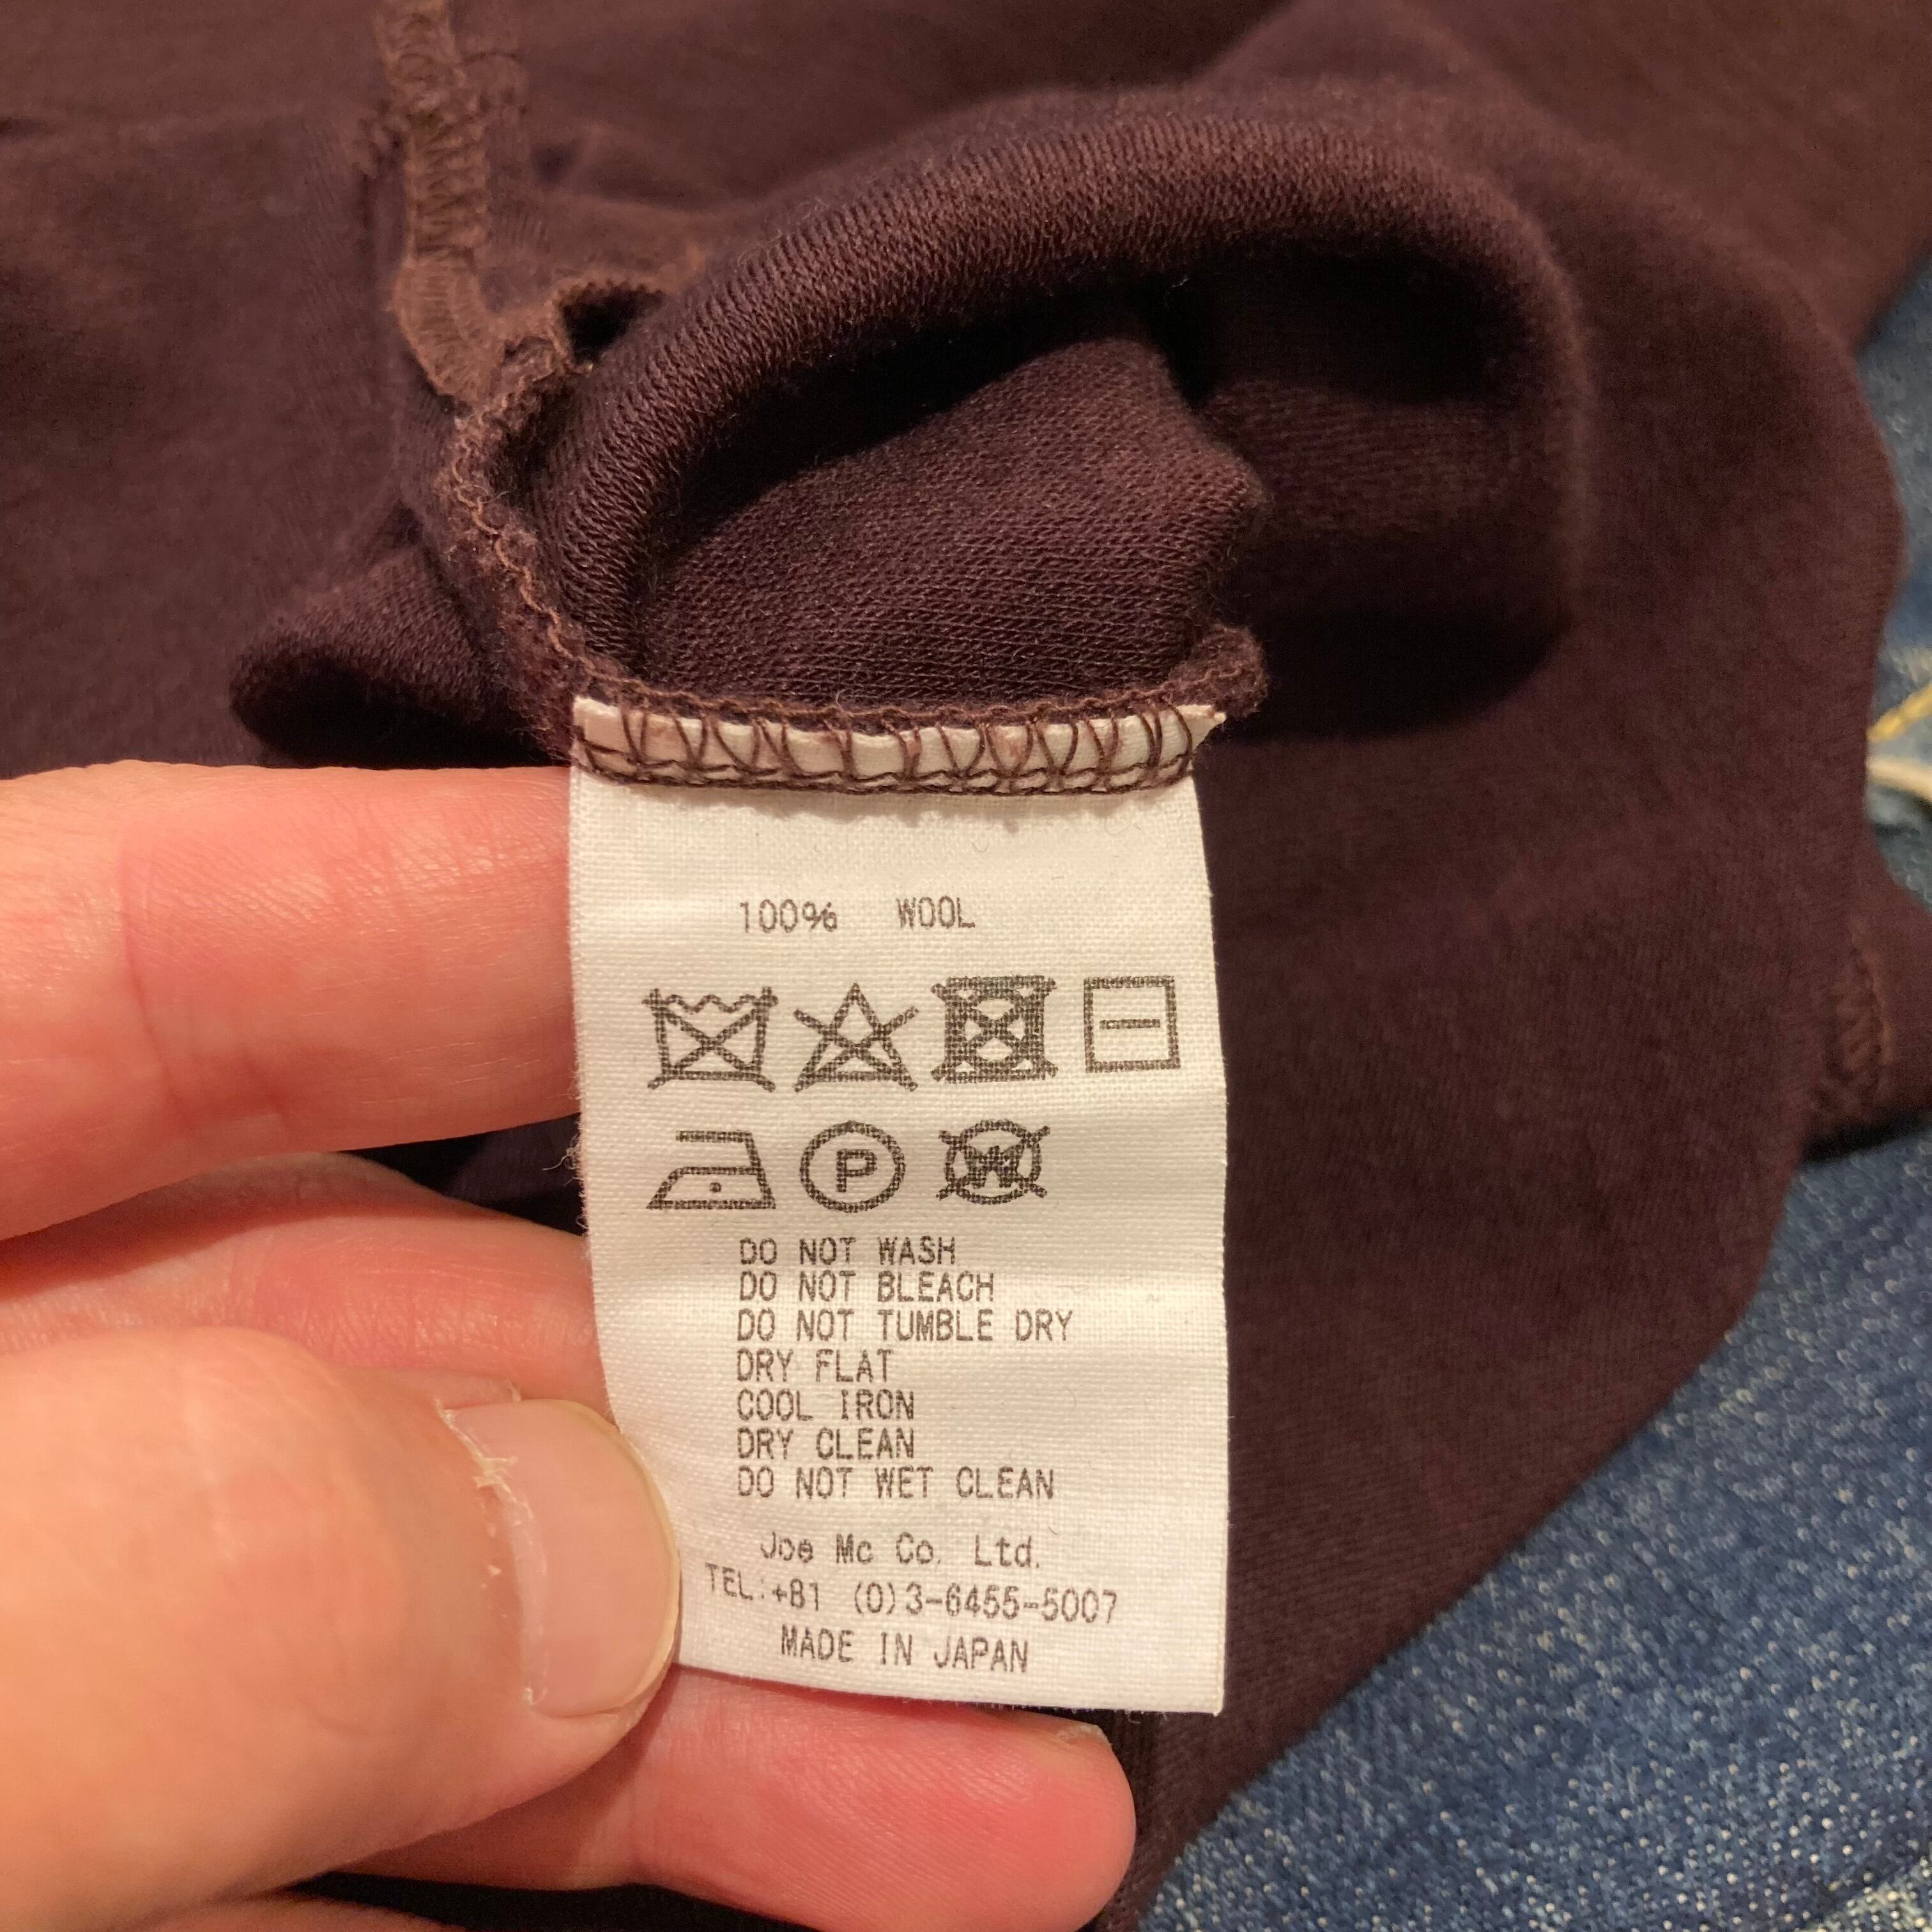 100% WOOL
P
W
DO NOT WASH
DO NOT BLEACH
DO NOT TUMBLE DRY
DRY FLAT
COOL IRON
DRY CLEAN
DO NOT WET CLEAN
Joe Mc Co. Ltd.
TEL:+81 (0)3-6455-5007
MADE IN JAPAN